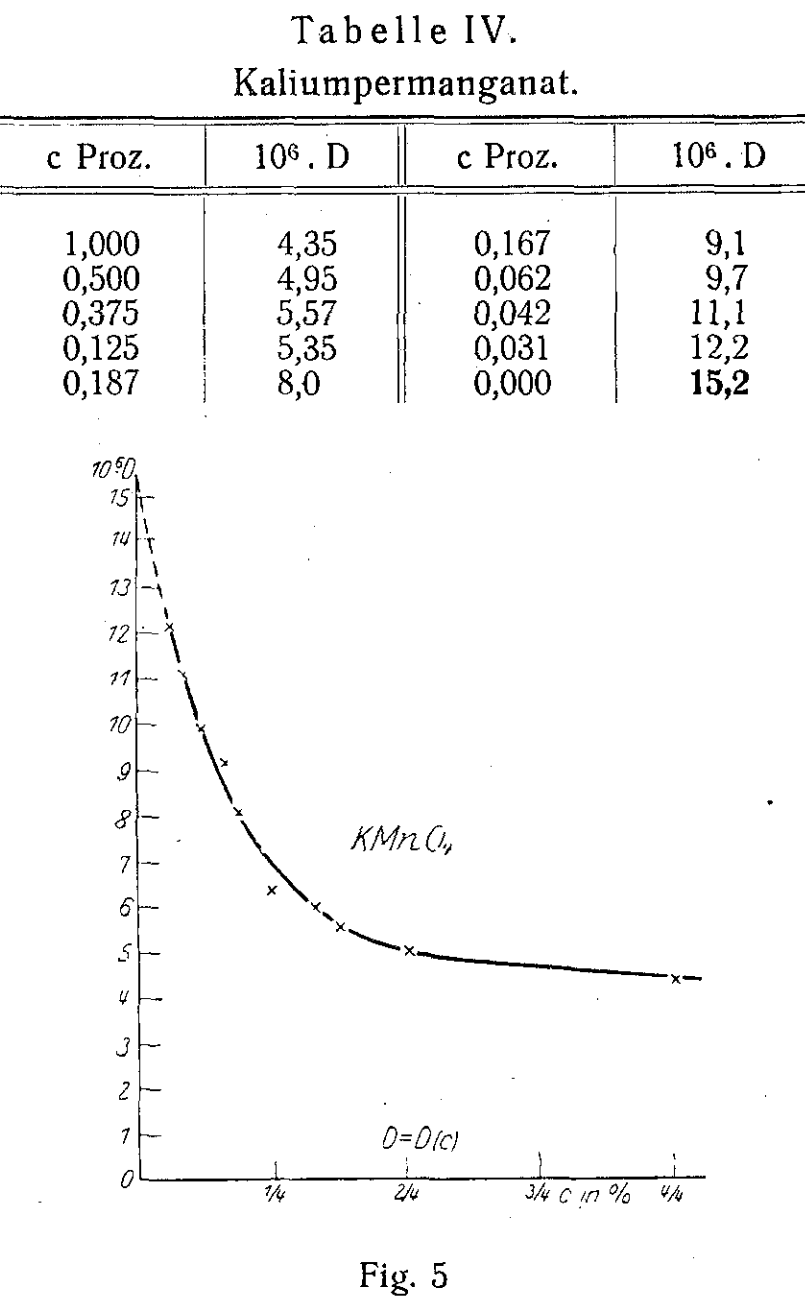 Tabelle IV.
Kaliumpermanganat.
c Proz. 10⁶ . D c Proz. 10⁶ . D
1,000 4,35 0,167 9,1
0,500 4,95 0,062 9,7
0,375 5,57 0,042 11,1
0,125 5,35 0,031 12,2
0,187 8,0 0,000 15,2
10⁶D
15
14
13
12
11
10
9
8
KMnO₄
7
6
5
4
3
2
1 D=D(c)
0
1/4 2/4 3/4 c in % 4/4
Fig. 5